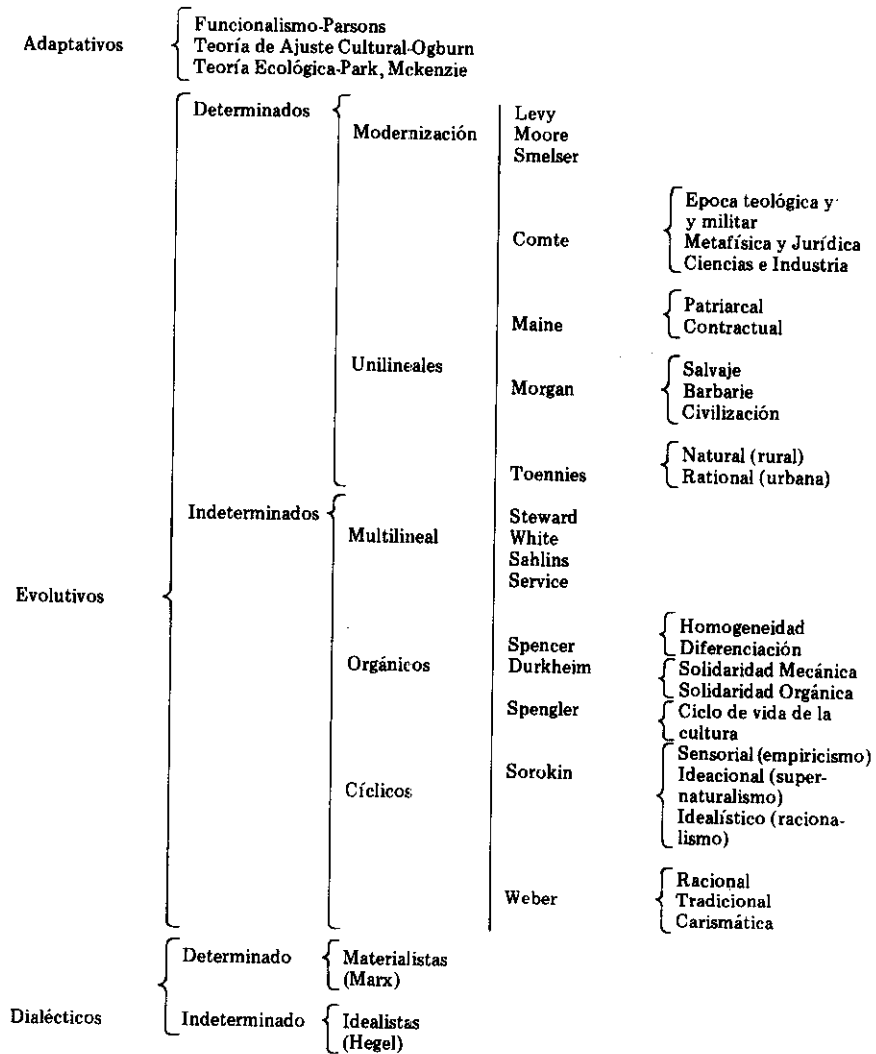 Adaptativos
Funcionalismo-Parsons
Teoría de Ajuste Cultural-Ogburn
Teoría Ecológica-Park, Mckenzie
Evolutivos
Determinados
Modernización
Levy
Moore
Smelser
Unilineales
Comte
Epoca teológica y
y militar
Metafísica y Jurídica
Ciencias e Industria
Maine
Patriarcal
Contractual
Morgan
Salvaje
Barbarie
Civilización
Toennies
Natural (rural)
Rational (urbana)
Indeterminados
Multilineal
Steward
White
Sahlins
Service
Orgánicos
Spencer
Homogeneidad
Diferenciación
Durkheim
Solidaridad Mecánica
Solidaridad Orgánica
Cíclicos
Spengler
Ciclo de vida de la
cultura
Sorokin
Sensorial (empiricismo)
Ideacional (super-
naturalismo)
Idealístico (raciona-
lismo)
Weber
Racional
Tradicional
Carismática
Dialécticos
Determinado
Materialistas
(Marx)
Indeterminado
Idealistas
(Hegel)